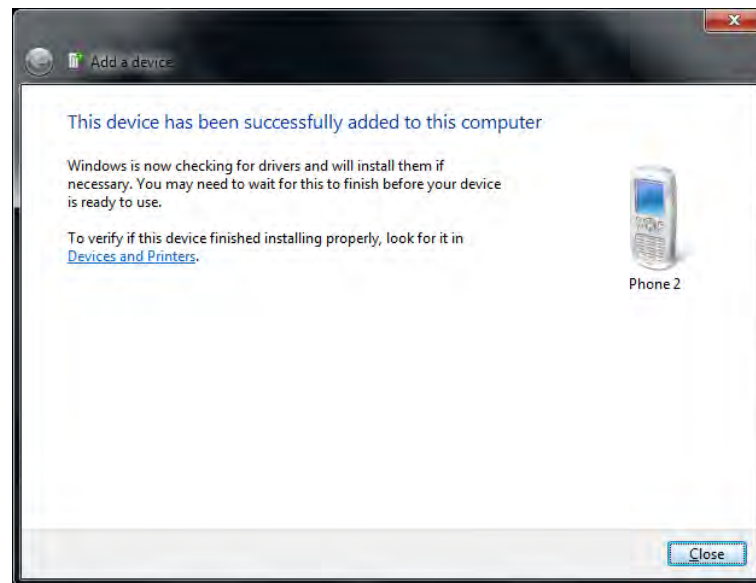 Add a device
This device has been successfully added to this computer
Windows is now checking for drivers and will install them if
necessary. You may need to wait for this to finish before your device
is ready to use.
To verify if this device finished installing properly, look for it in
Devices and Printers.
Phone 2
Close